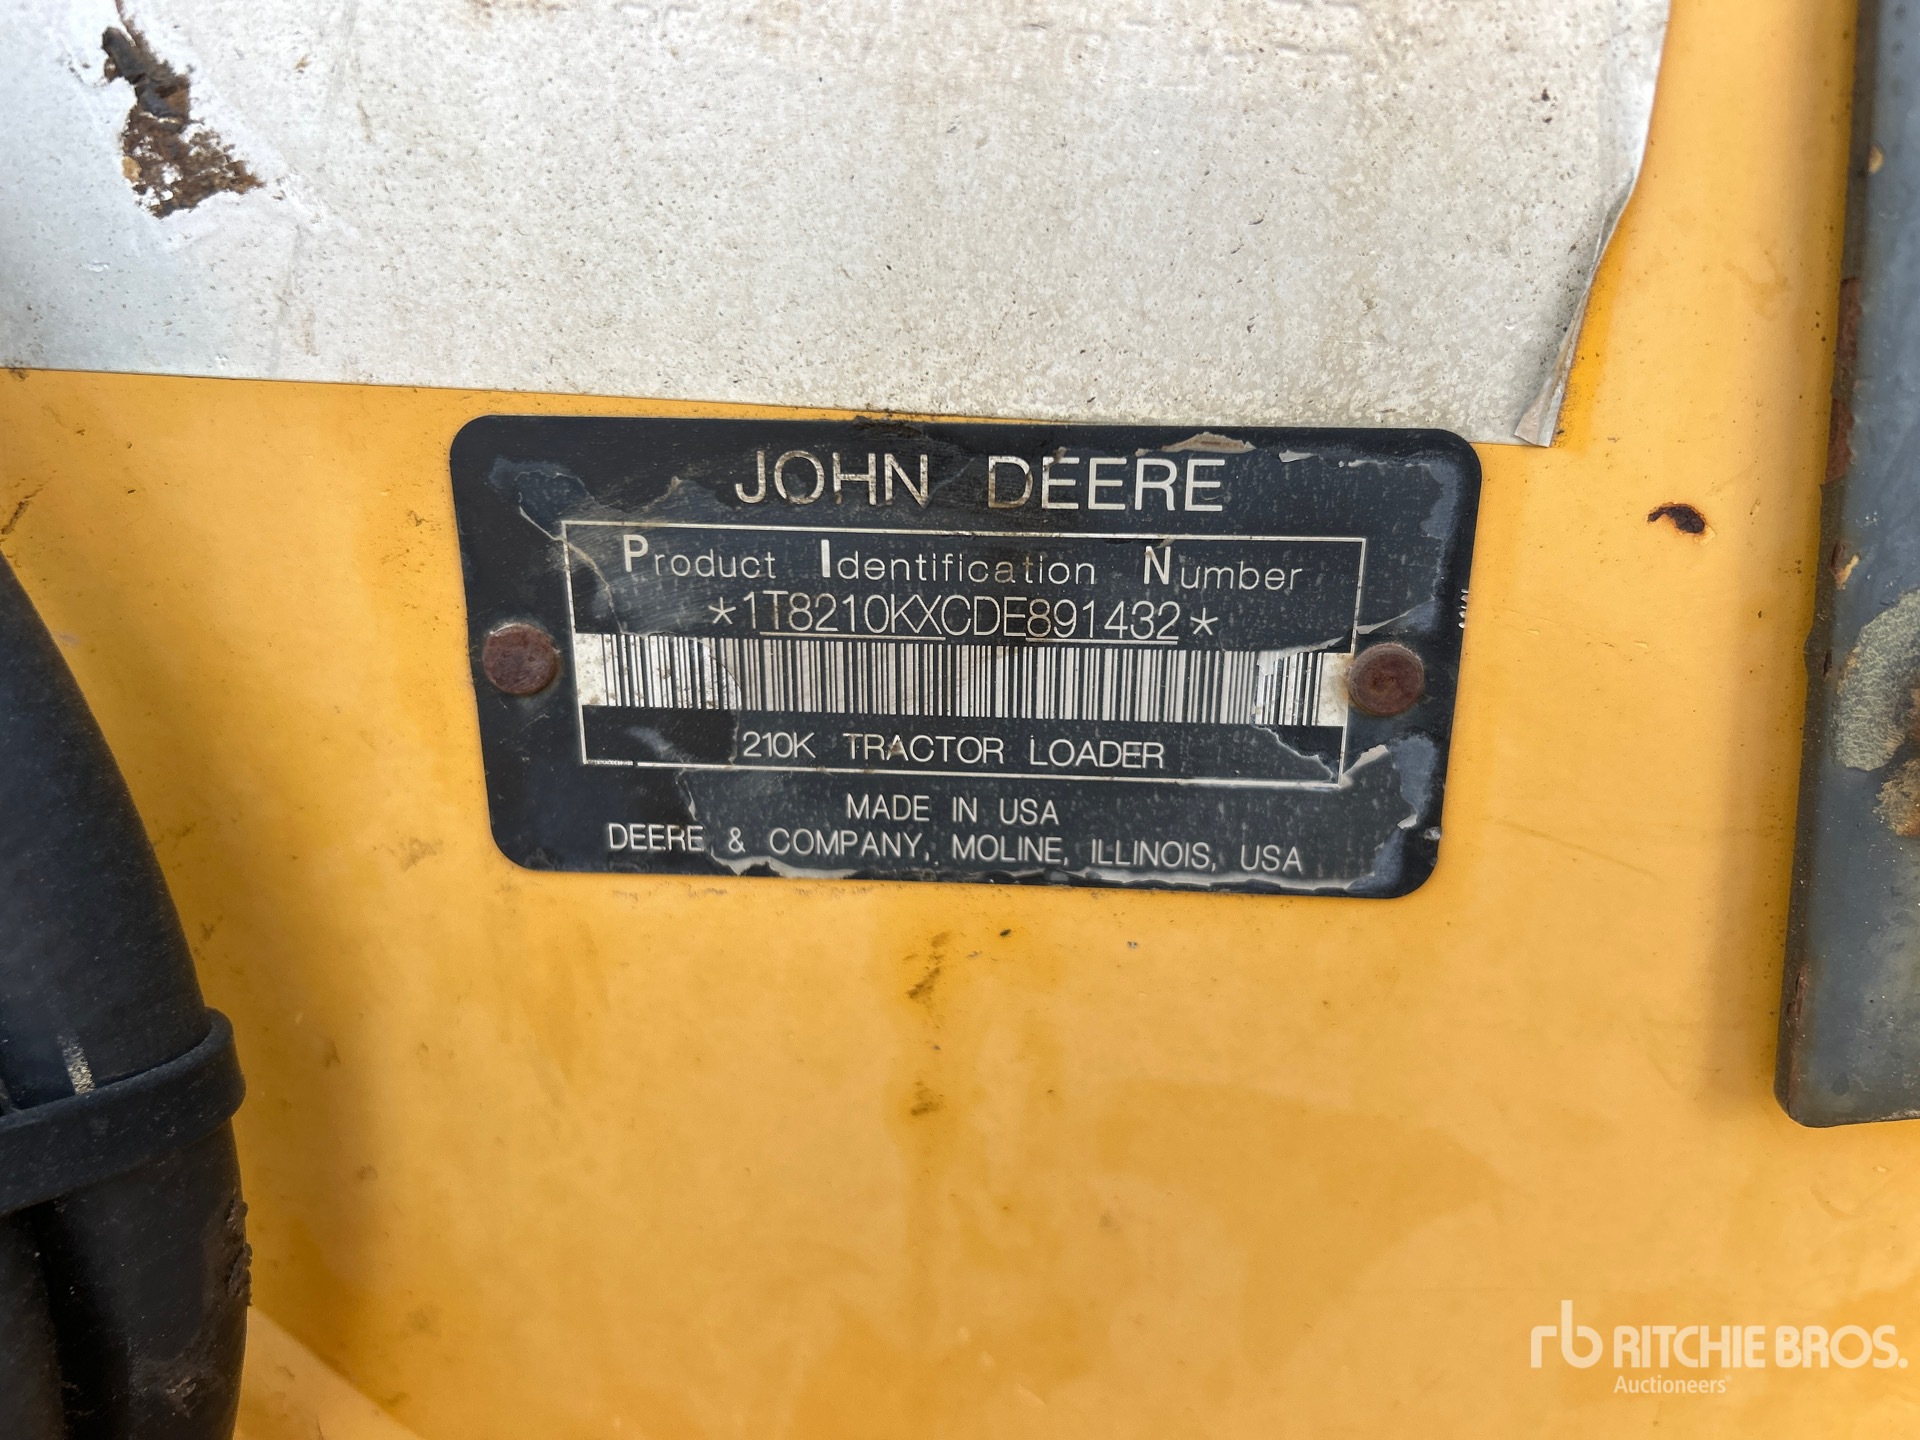 JOHN DEERE
Product Identification Number
*1T8210KXCDE891432*
210K TRACTOR LOADER
MADE IN USA
DEERE & COMPANY, MOLINE, ILLINOIS, USA
rb RITCHIE BROS.
Auctioneers